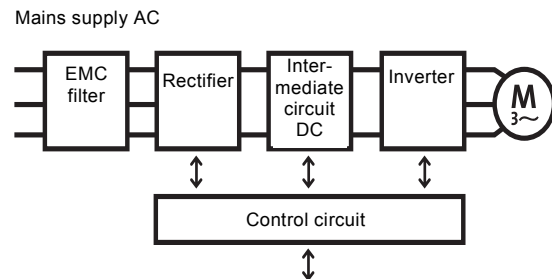 Mains supply AC
EMC
filter
Rectifier
Inter-
mediate
circuit
DC
Inverter
M
3~
Control circuit